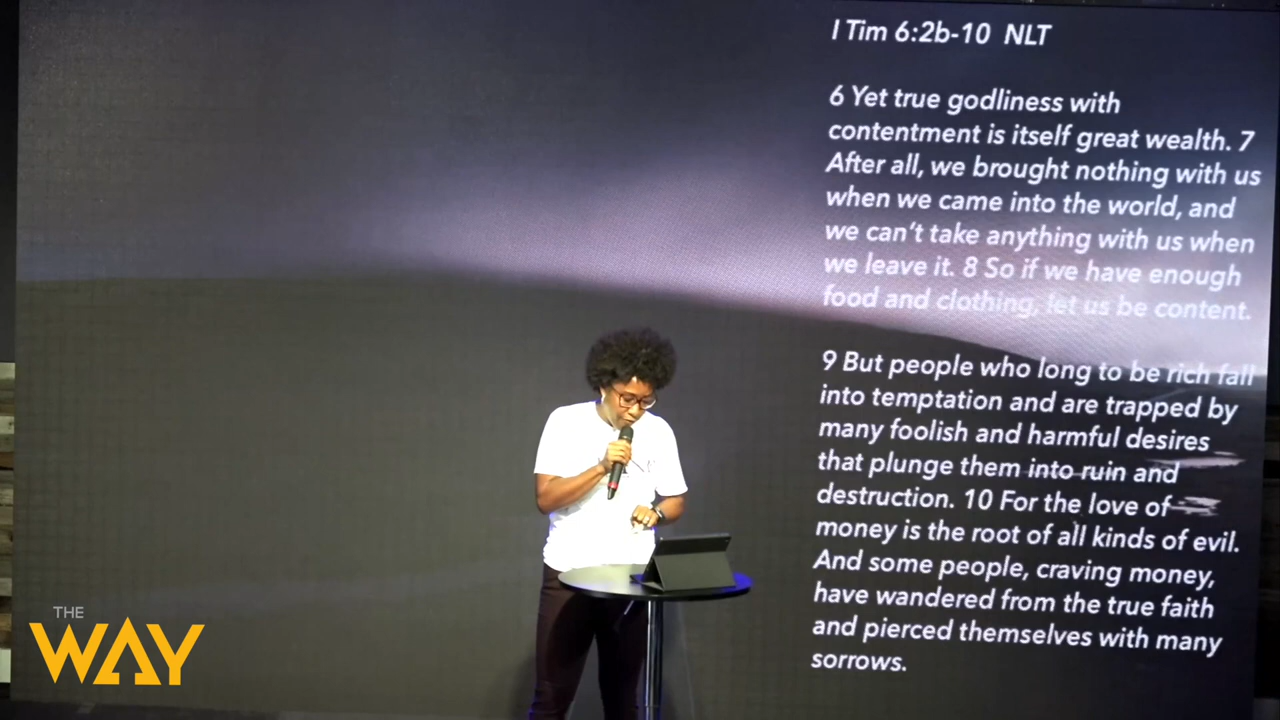 I Tim 6:2b-10 NLT
6 Yet true godliness with
contentment is itself great wealth. 7
After all, we brought nothing with us
when we came into the world, and
we can't take anything with us when
we leave it. 8 So if we have enough
food and clothing, let us be content.
9 But people who long to be rich fall
into temptation and are trapped by
many foolish and harmful desires
that plunge them into ruin and
destruction. 10 For the love of
money is the root of all kinds of evil.
And some people, craving money,
have wandered from the true faith
and pierced themselves with many
sorrows.
THE
WAY